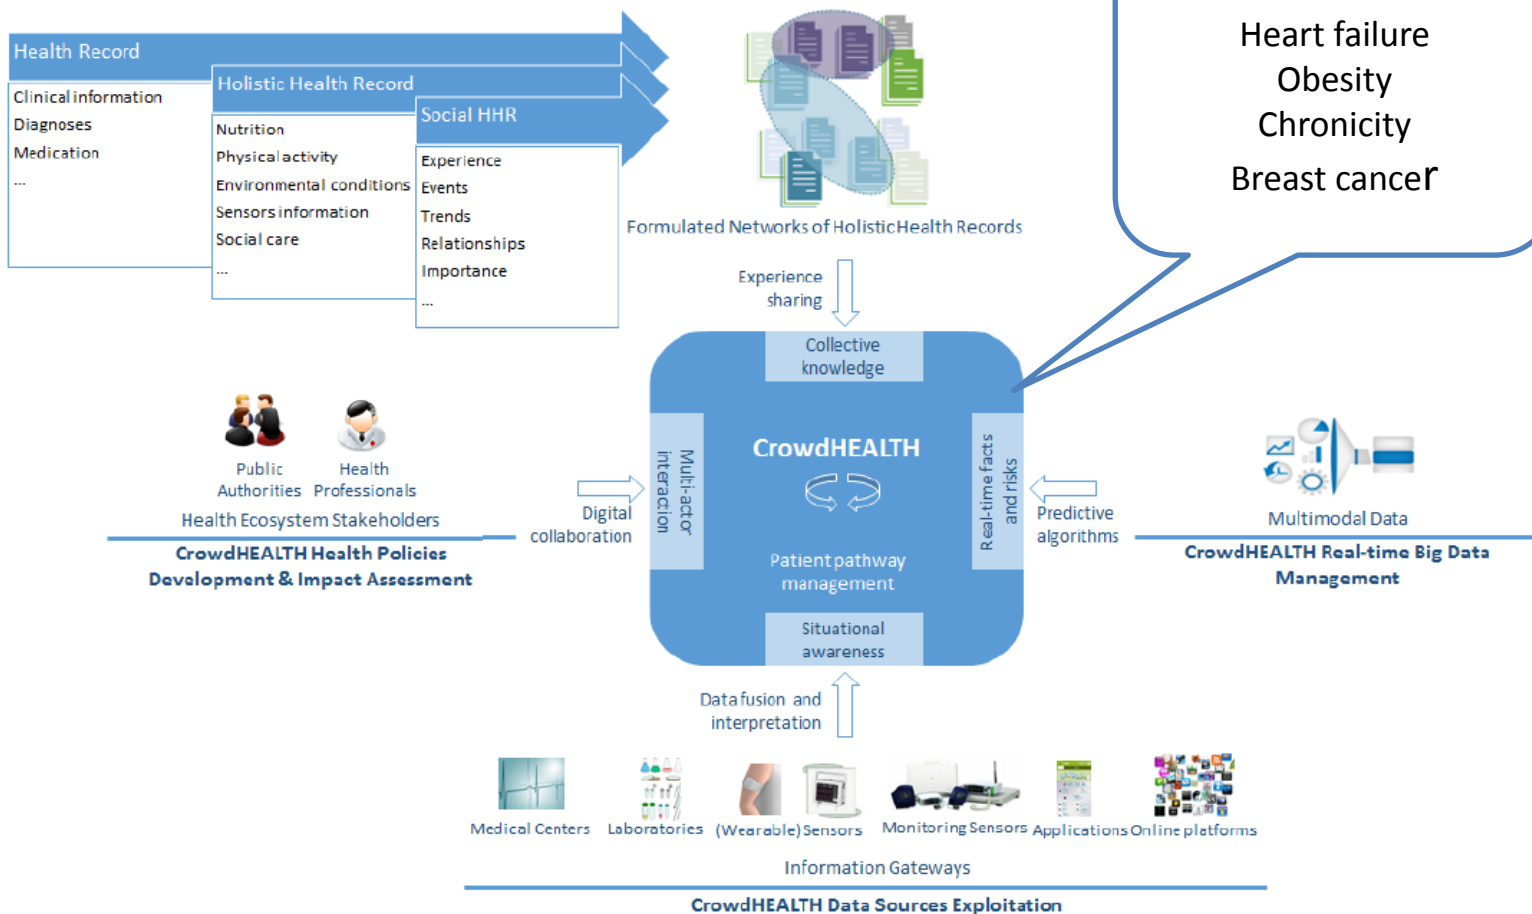 Health Record
Clinical information
Diagnoses
Medication
...
Holistic Health Record
Nutrition
Physical activity
Environmental conditions
Sensors information
Social care
...
Social HHR
Experience
Events
Trends
Relationships
Importance
...
Formulated Networks of Holistic Health Records
Heart failure
Obesity
Chronicity
Breast cancer
Experience
sharing
Collective
knowledge
Public
Authorities
Health
Professionals
Health Ecosystem Stakeholders
CrowdHEALTH Health Policies
Development & Impact Assessment
Digital
collaboration
Multi-actor
interaction
CrowdHEALTH
Patient pathway
management
Real-time facts
and risks
Predictive
algorithms
Multimodal Data
CrowdHEALTH Real-time Big Data
Management
Situational
awareness
Data fusion and
interpretation
Medical Centers
Laboratories
(Wearable) Sensors
Monitoring Sensors
Applications
Online platforms
Information Gateways
CrowdHEALTH Data Sources Exploitation